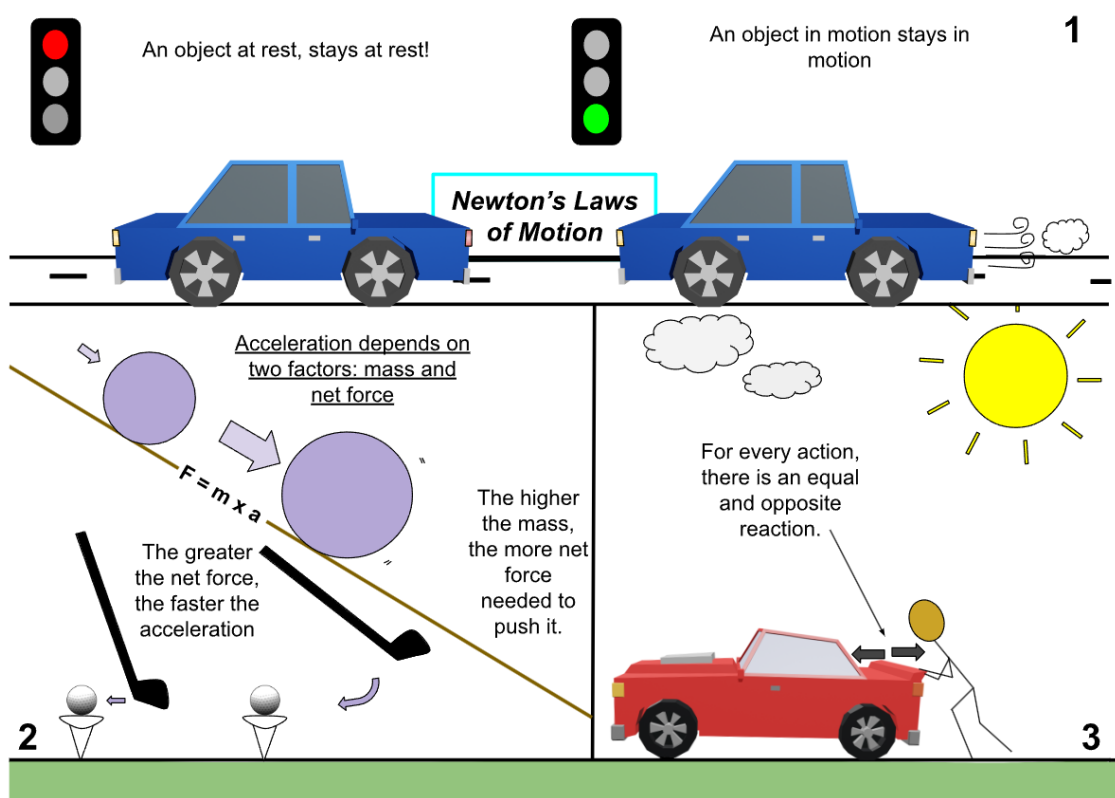 An object at rest, stays at rest!
An object in motion stays in
motion
1
Newton's Laws
of Motion
Acceleration depends on
two factors: mass and
net force
F = m x a
The higher
the mass,
the more net
force
needed to
push it.
The greater
the net force,
the faster the
acceleration
2
For every action,
there is an equal
and opposite
reaction.
3